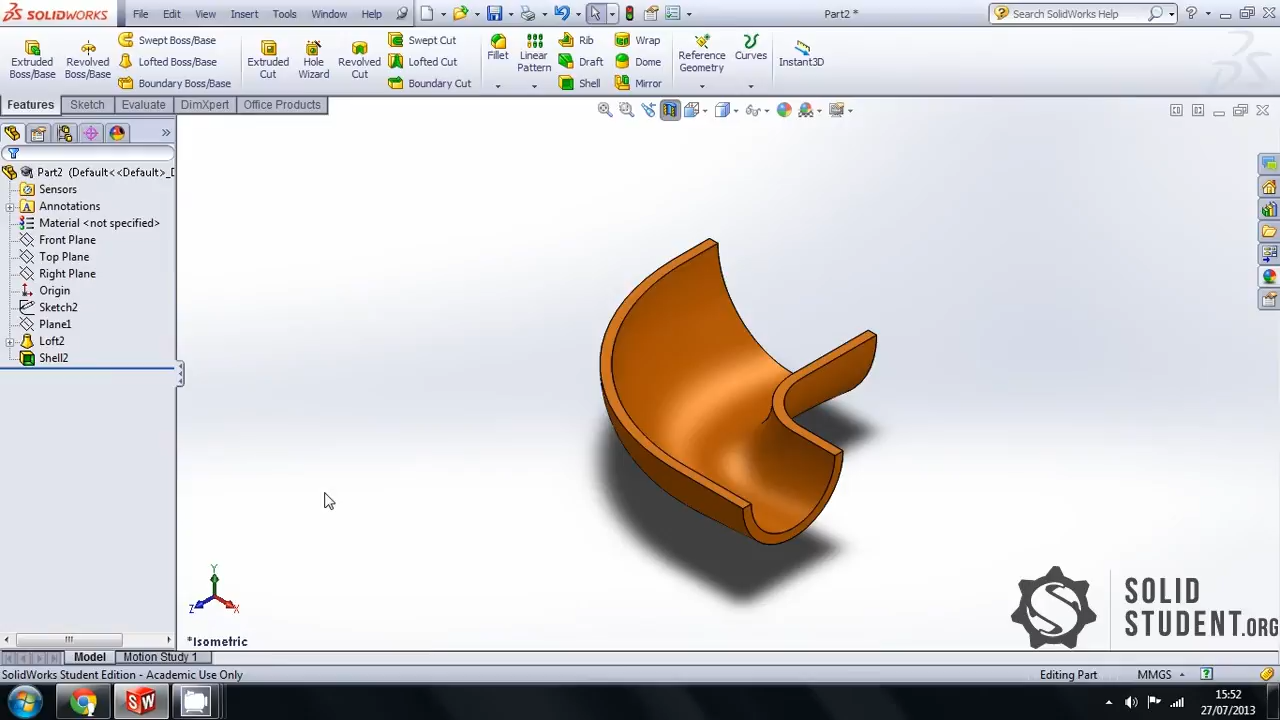 SOLIDWORKS File Edit View Insert Tools Window Help Part2 * Search SolidWorks Help
Extruded Boss/Base
Revolved Boss/Base
Swept Boss/Base
Lofted Boss/Base
Boundary Boss/Base
Extruded Cut
Hole Wizard
Revolved Cut
Swept Cut
Lofted Cut
Boundary Cut
Fillet
Linear Pattern
Rib
Draft
Shell
Wrap
Dome
Mirror
Reference Geometry
Curves
Instant3D
Features Sketch Evaluate DimXpert Office Products
Part2 (Default<<Default>_D
Sensors
Annotations
Material <not specified>
Front Plane
Top Plane
Right Plane
Origin
Sketch2
Plane1
Loft2
Shell2
Y
Z X
*Isometric
SOLID
STUDENT.ORG
Model Motion Study 1
SolidWorks Student Edition - Academic Use Only Editing Part MMGS
SW
15:52
27/07/2013